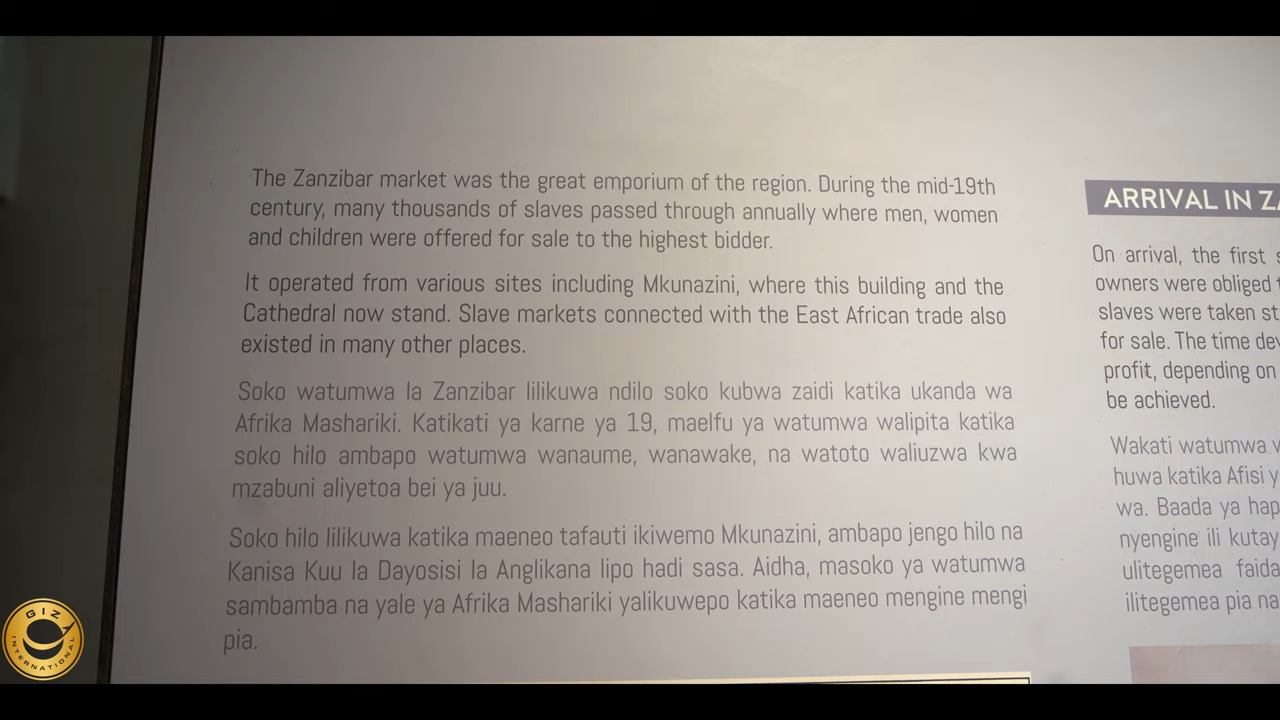 The Zanzibar market was the great emporium of the region. During the mid-19th
century, many thousands of slaves passed through annually where men, women
and children were offered for sale to the highest bidder.
It operated from various sites including Mkunazini, where this building and the
Cathedral now stand. Slave markets connected with the East African trade also
existed in many other places.
Soko watumwa la Zanzibar lilikuwa ndilo soko kubwa zaidi katika ukanda wa
Afrika Mashariki. Katikati ya karne ya 19, maelfu ya watumwa walipita katika
soko hilo ambapo watumwa wanaume, wanawake, na watoto waliuzwa kwa
mzabuni aliyetoa bei ya juu.
Soko hilo lilikuwa katika maeneo tafauti ikiwemo Mkunazini, ambapo jengo hilo na
Kanisa Kuu la Dayosisi la Anglikana lipo hadi sasa. Aidha, masoko ya watumwa
sambamba na yale ya Afrika Mashariki yalikuwepo katika maeneo mengine mengi
pia.
ARRIVAL IN
On arrival, the first
owners were obliged
slaves were taken
for sale. The time
profit, depending on
be achieved.
Wakati watumwa
huwa katika Afisi
wa. Baada ya
nyengine ili
ulitegemea faida
ilitegemea pia
GIZ
INTERNATIONAL